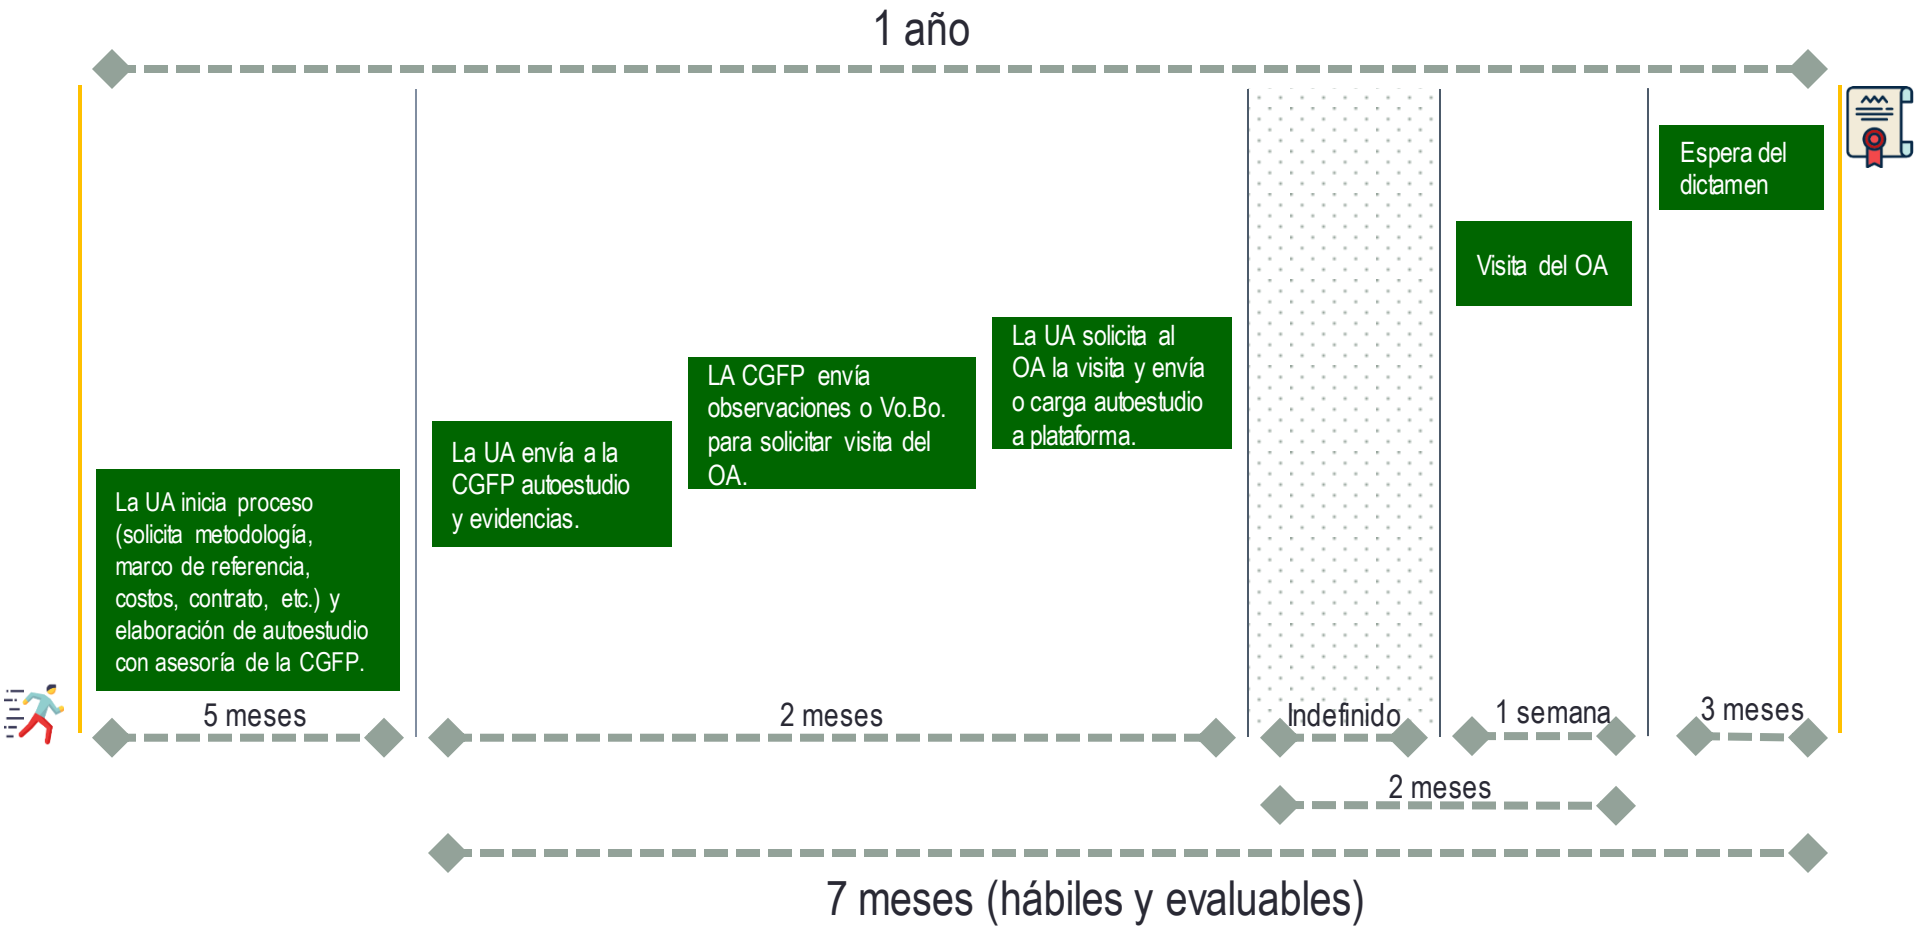 1 año
La UA inicia proceso
(solicita metodología,
marco de referencia,
costos, contrato, etc.) y
elaboración de autoestudio
con asesoría de la CGFP.
La UA envía a la
CGFP autoestudio
y evidencias.
LA CGFP envía
observaciones o Vo.Bo.
para solicitar visita del
OA.
La UA solicita al
OA la visita y envía
o carga autoestudio
a plataforma.
Visita del OA
Espera del
dictamen
5 meses
2 meses
Indefinido
1 semana
3 meses
2 meses
7 meses (hábiles y evaluables)